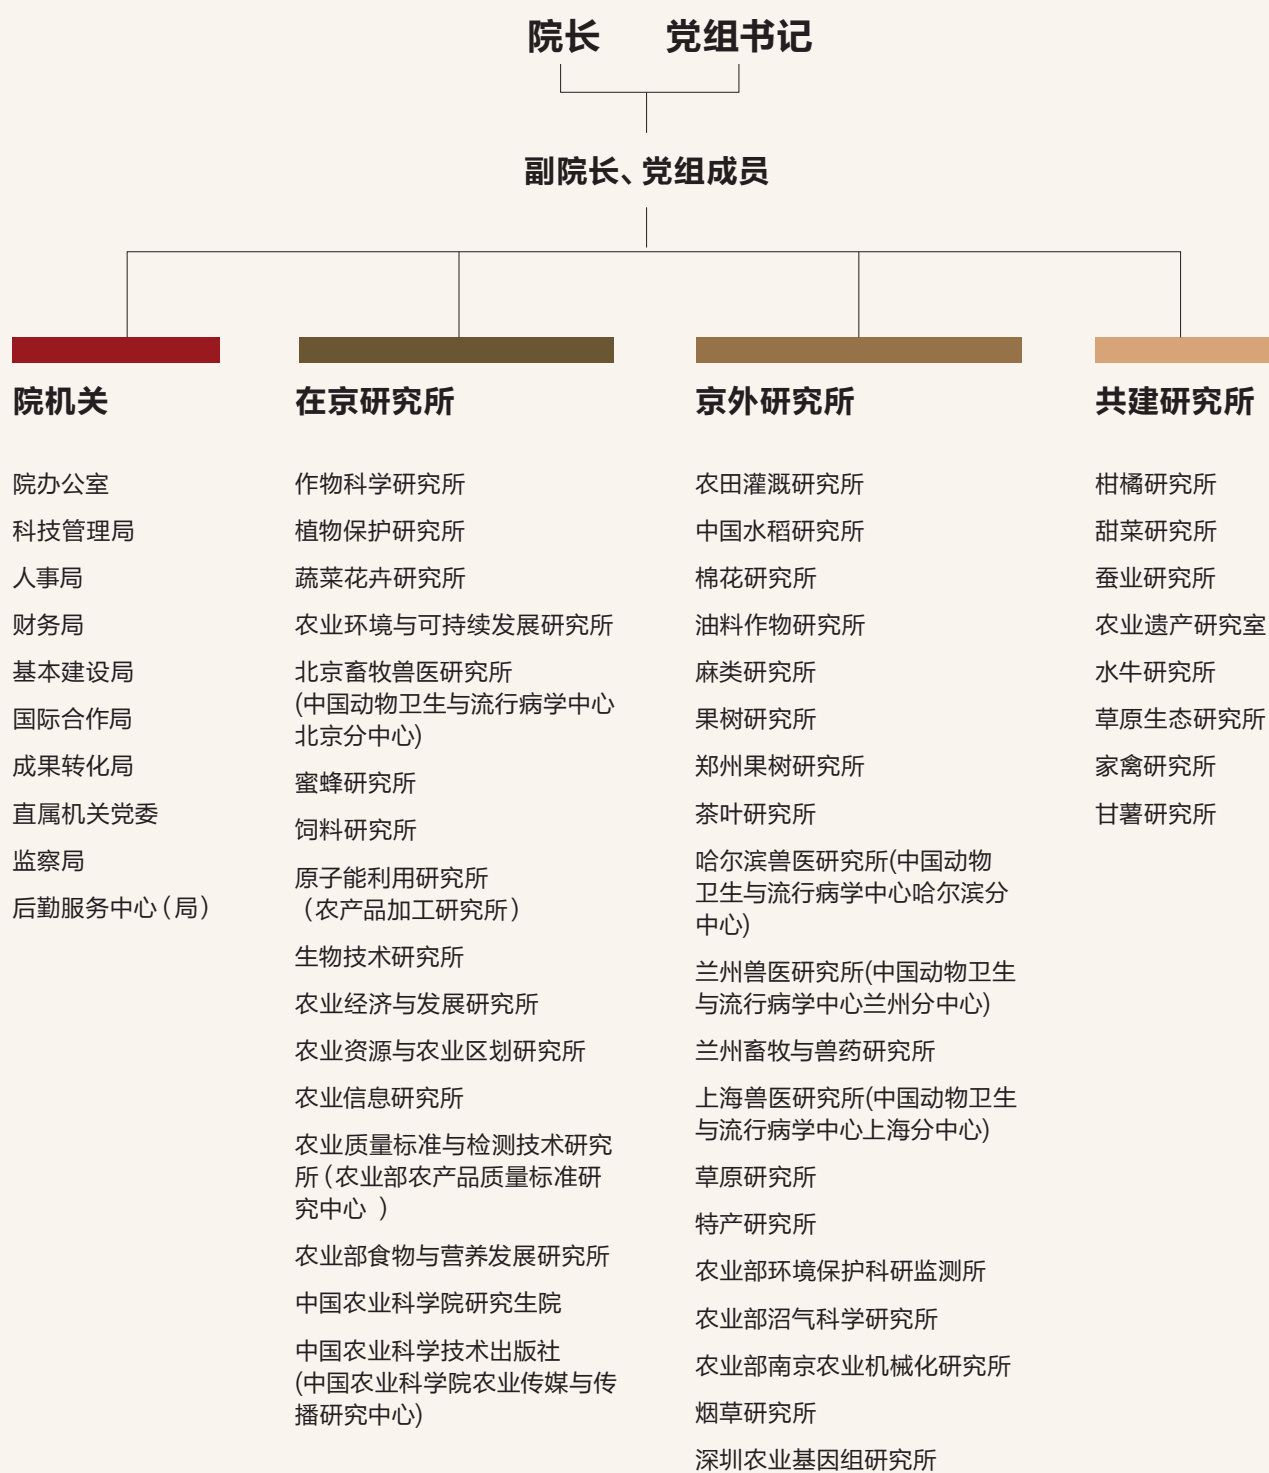 院长 党组书记
副院长、党组成员
院机关
院办公室
科技管理局
人事局
财务局
基本建设局
国际合作局
成果转化局
直属机关党委
监察局
后勤服务中心（局）
在京研究所
作物科学研究所
植物保护研究所
蔬菜花卉研究所
农业环境与可持续发展研究所
北京畜牧兽医研究所
(中国动物卫生与流行病学中心
北京分中心)
蜜蜂研究所
饲料研究所
原子能利用研究所
（农产品加工研究所）
生物技术研究所
农业经济与发展研究所
农业资源与农业区划研究所
农业信息研究所
农业质量标准与检测技术研究
所（农业部农产品质量标准研
究中心 ）
农业部食物与营养发展研究所
中国农业科学院研究生院
中国农业科学技术出版社
(中国农业科学院农业传媒与传
播研究中心)
京外研究所
农田灌溉研究所
中国水稻研究所
棉花研究所
油料作物研究所
麻类研究所
果树研究所
郑州果树研究所
茶叶研究所
哈尔滨兽医研究所(中国动物
卫生与流行病学中心哈尔滨分
中心)
兰州兽医研究所(中国动物卫生
与流行病学中心兰州分中心)
兰州畜牧与兽药研究所
上海兽医研究所(中国动物卫生
与流行病学中心上海分中心)
草原研究所
特产研究所
农业部环境保护科研监测所
农业部沼气科学研究所
农业部南京农业机械化研究所
烟草研究所
深圳农业基因组研究所
共建研究所
柑橘研究所
甜菜研究所
蚕业研究所
农业遗产研究室
水牛研究所
草原生态研究所
家禽研究所
甘薯研究所